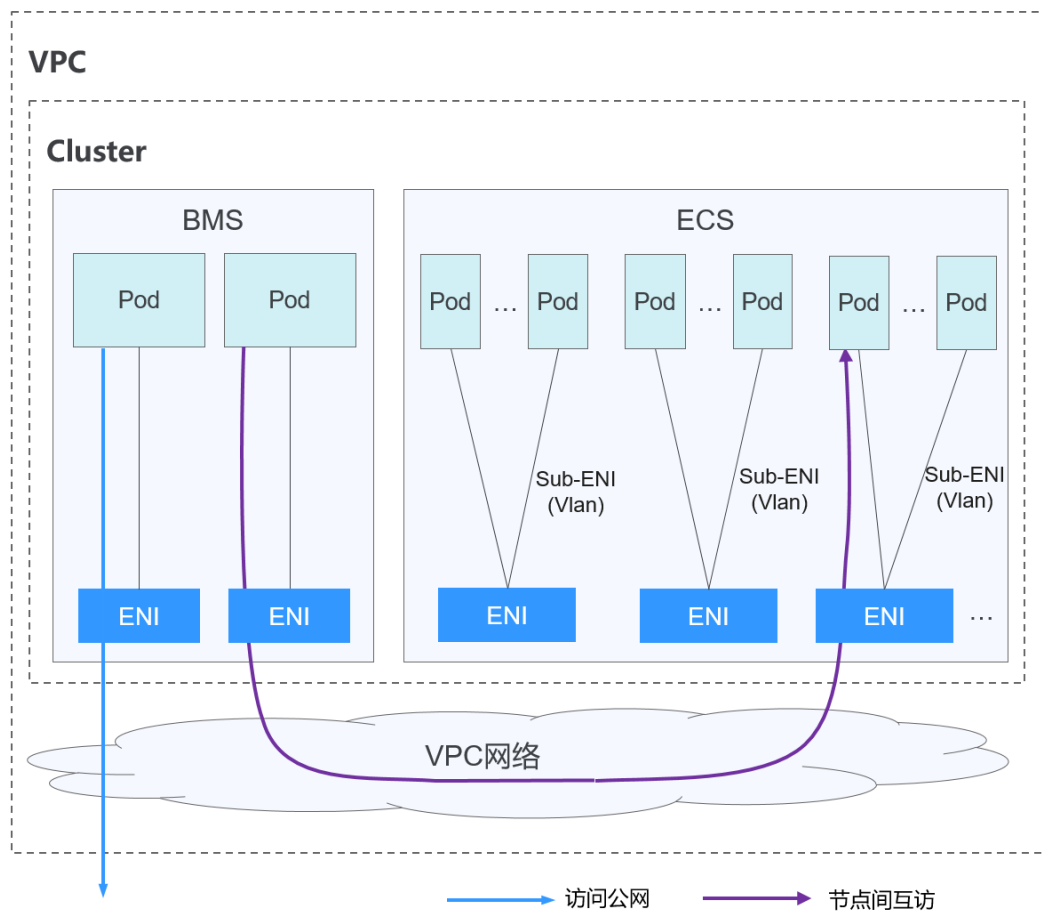 VPC
Cluster
BMS
ECS
Pod
Pod
Pod
...
Pod
Pod
...
Pod
Pod
...
Pod
Sub-ENI
(Vlan)
Sub-ENI
(Vlan)
Sub-ENI
(Vlan)
ENI
ENI
ENI
ENI
ENI
...
VPC网络
访问公网
节点间互访